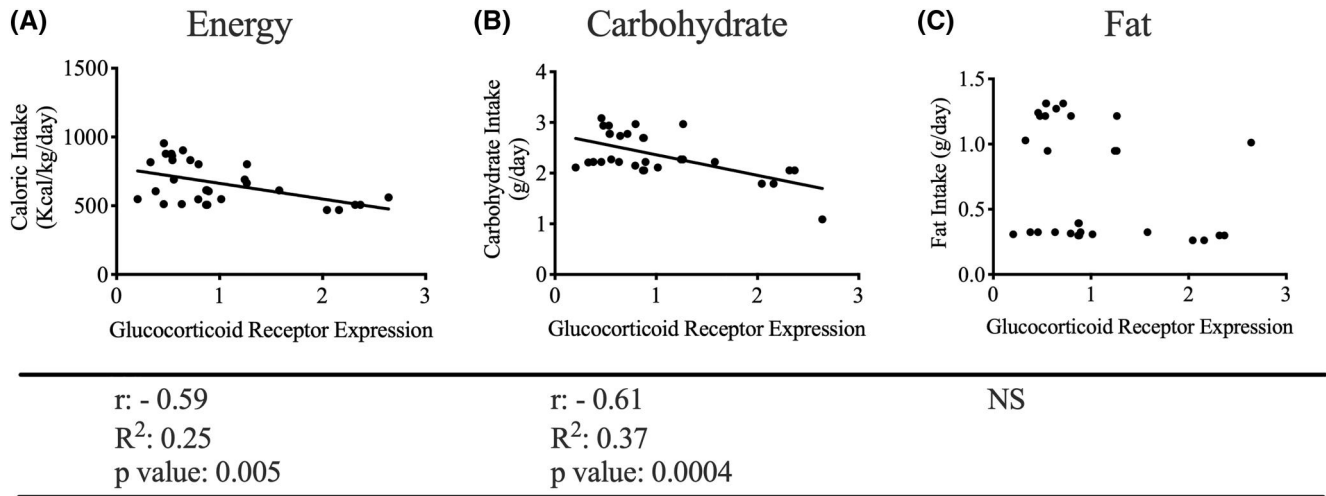 (A) Energy
1500
1000
500
0
0 1 2 3
Caloric Intake
(Kcal/kg/day)
Glucocorticoid Receptor Expression
(B) Carbohydrate
4
3
2
1
0
0 1 2 3
Carbohydrate Intake
(g/day)
Glucocorticoid Receptor Expression
(C) Fat
1.5
1.0
0.5
0.0
0 1 2 3
Fat Intake (g/day)
Glucocorticoid Receptor Expression
r: - 0.59
R²: 0.25
p value: 0.005
r: - 0.61
R²: 0.37
p value: 0.0004
NS